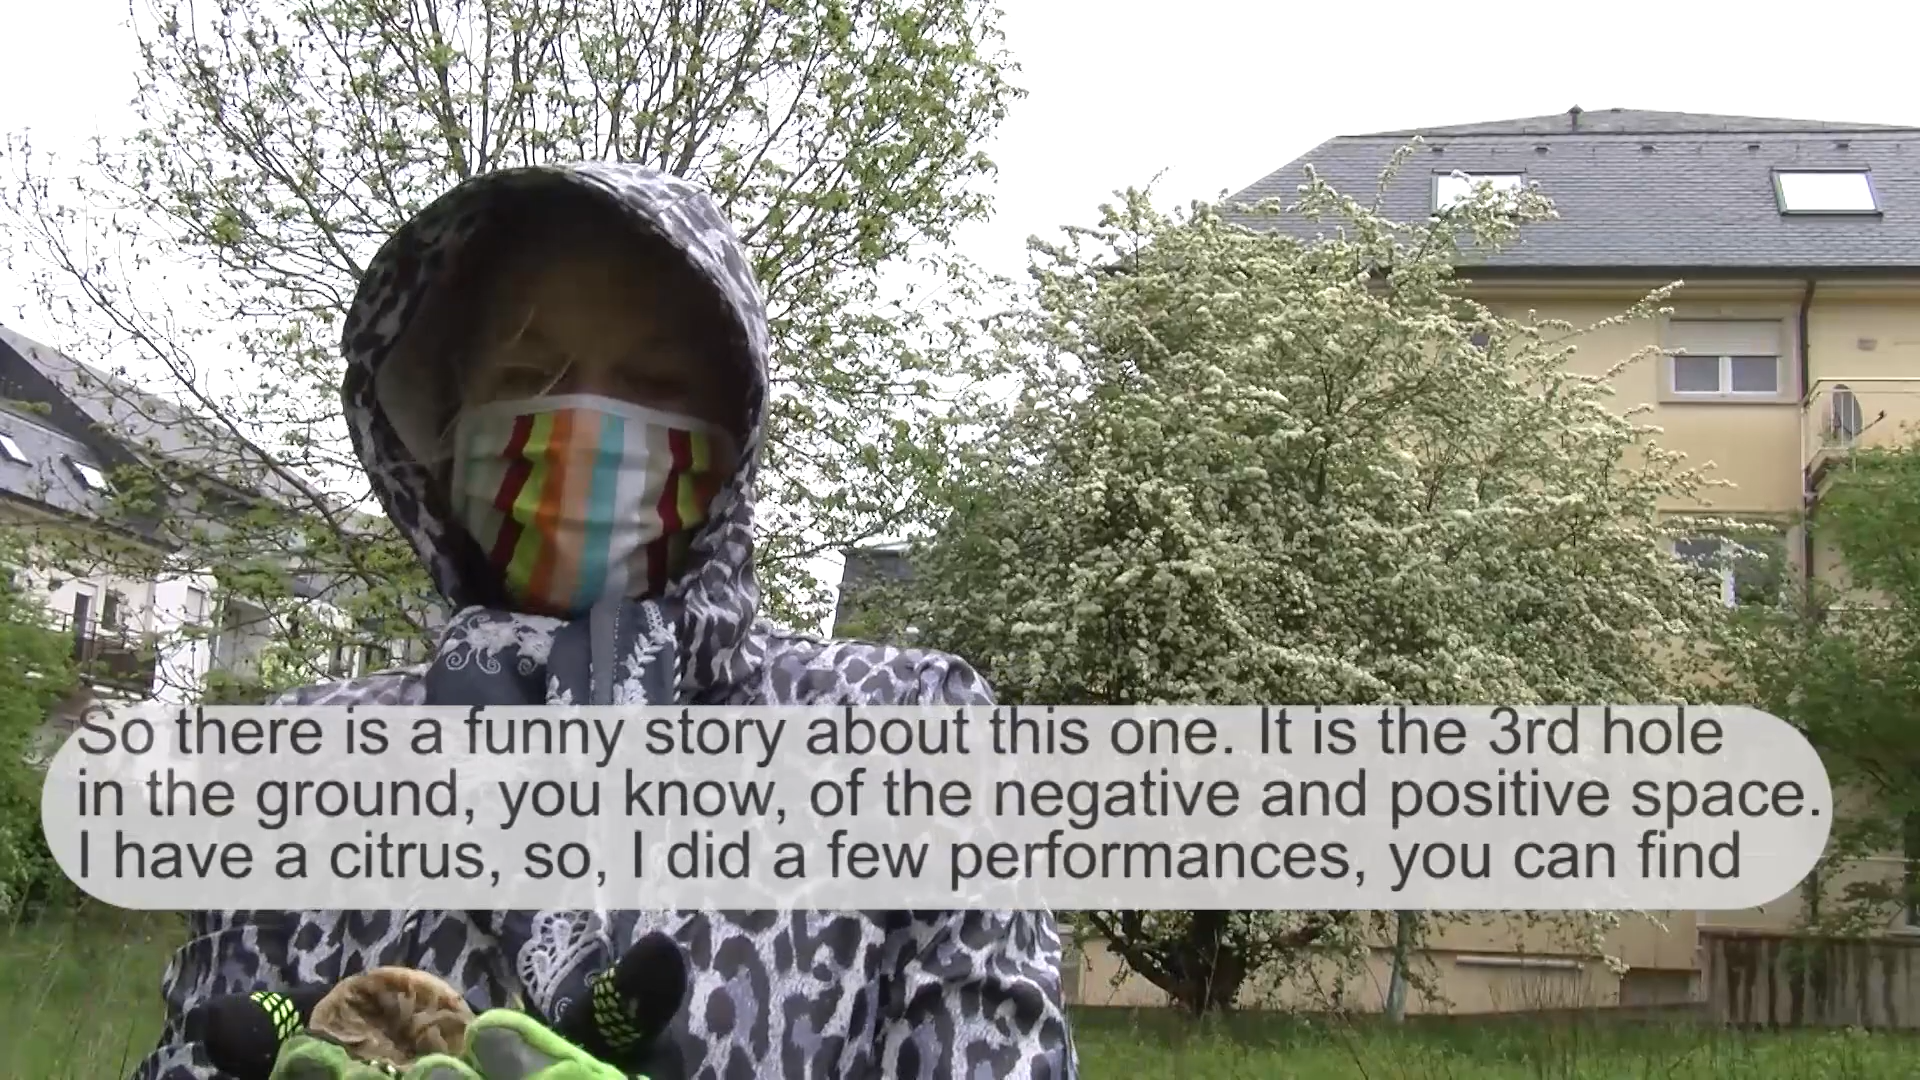 So there is a funny story about this one. It is the 3rd hole
in the ground, you know, of the negative and positive space.
I have a citrus, so, I did a few performances, you can find